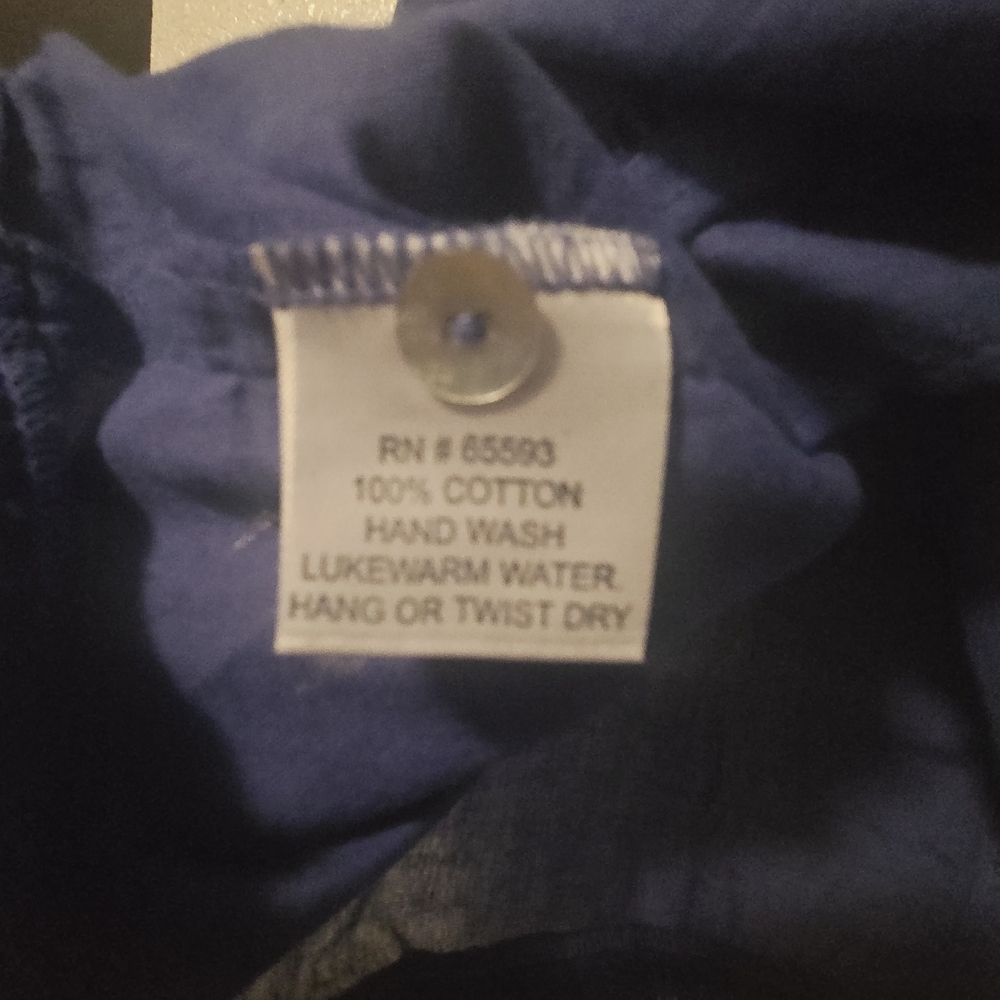 RN # 65593
100% COTTON
HAND WASH
LUKEWARM WATER.
HANG OR TWIST DRY